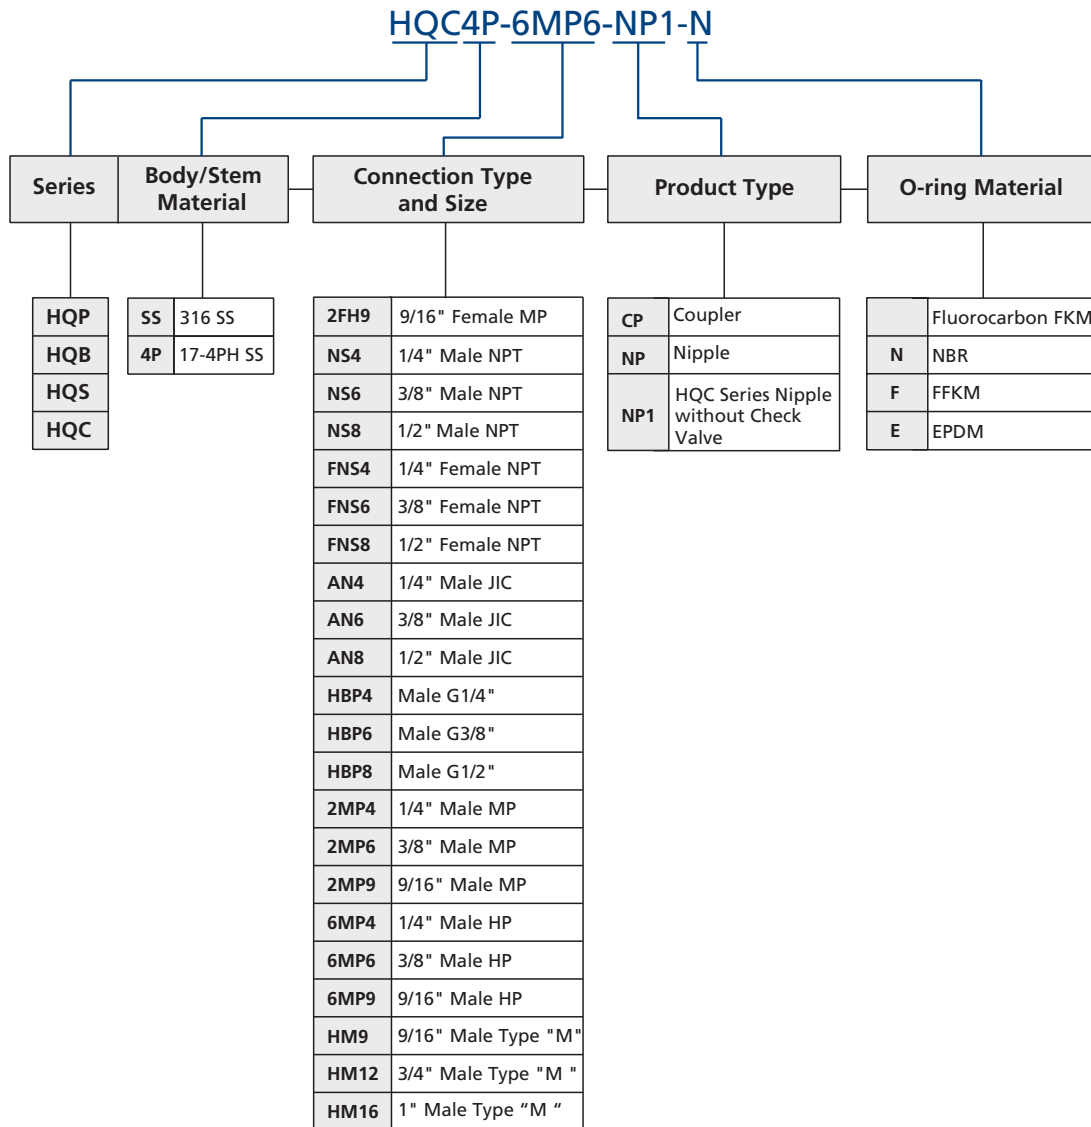 HQC4P-6MP6-NP1-N
Series
Body/Stem
Material
Connection Type
and Size
Product Type
O-ring Material
HQP
HQB
HQS
HQC
SS 316 SS
4P 17-4PH SS
2FH9 9/16" Female MP
NS4 1/4" Male NPT
NS6 3/8" Male NPT
NS8 1/2" Male NPT
FNS4 1/4" Female NPT
FNS6 3/8" Female NPT
FNS8 1/2" Female NPT
AN4 1/4" Male JIC
AN6 3/8" Male JIC
AN8 1/2" Male JIC
HBP4 Male G1/4"
HBP6 Male G3/8"
HBP8 Male G1/2"
2MP4 1/4" Male MP
2MP6 3/8" Male MP
2MP9 9/16" Male MP
6MP4 1/4" Male HP
6MP6 3/8" Male HP
6MP9 9/16" Male HP
HM9 9/16" Male Type "M"
HM12 3/4" Male Type "M "
HM16 1" Male Type “M “
CP Coupler
NP Nipple
NP1 HQC Series Nipple
without Check
Valve
Fluorocarbon FKM
N NBR
F FFKM
E EPDM